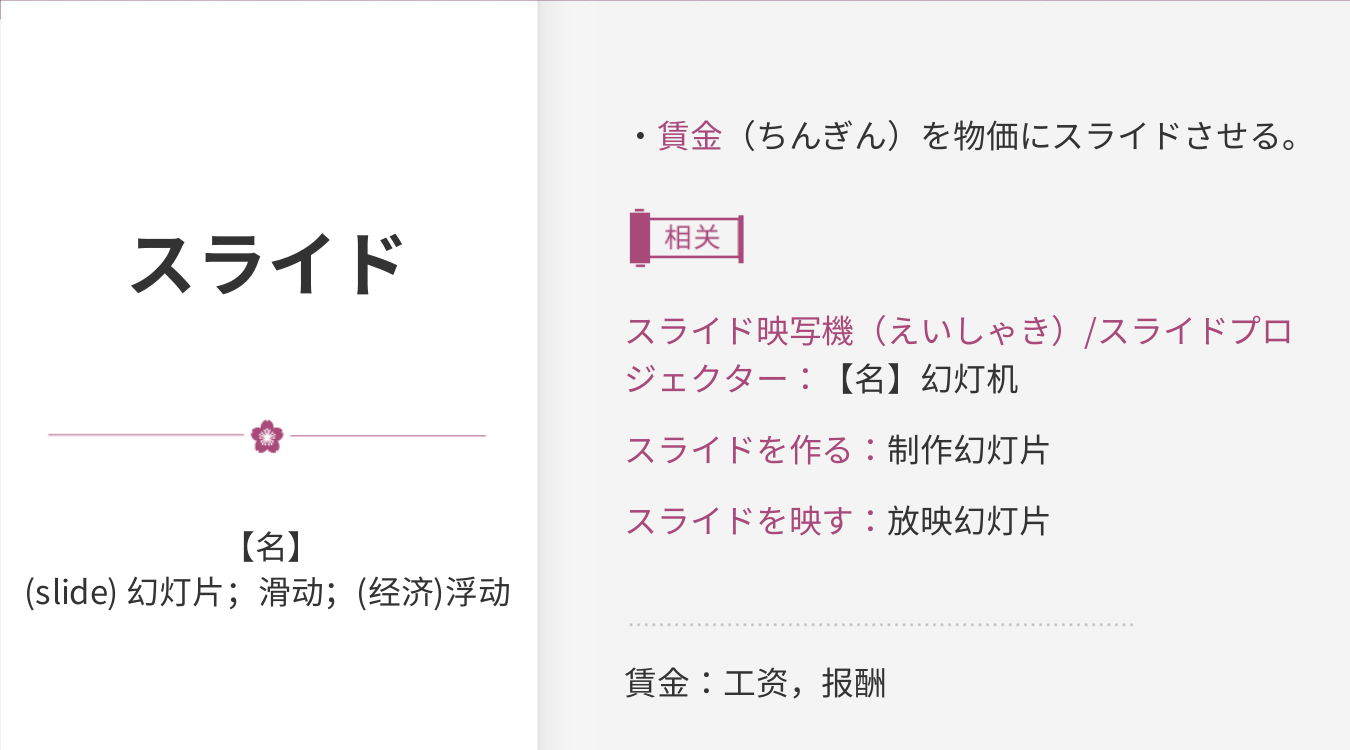 スライド
【名】
(slide) 幻灯片；滑动；(经济)浮动
・賃金（ちんぎん）を物価にスライドさせる。
相关
スライド映写機（えいしゃき）/スライドプロ
ジェクター：【名】幻灯机
スライドを作る：制作幻灯片
スライドを映す：放映幻灯片
賃金：工资，报酬